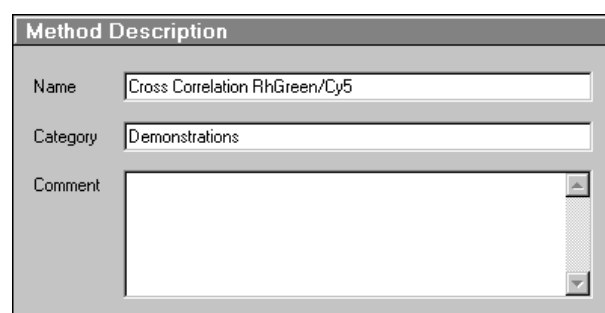 Method Description
Name Cross Correlation RhGreen/Cy5
Category Demonstrations
Comment